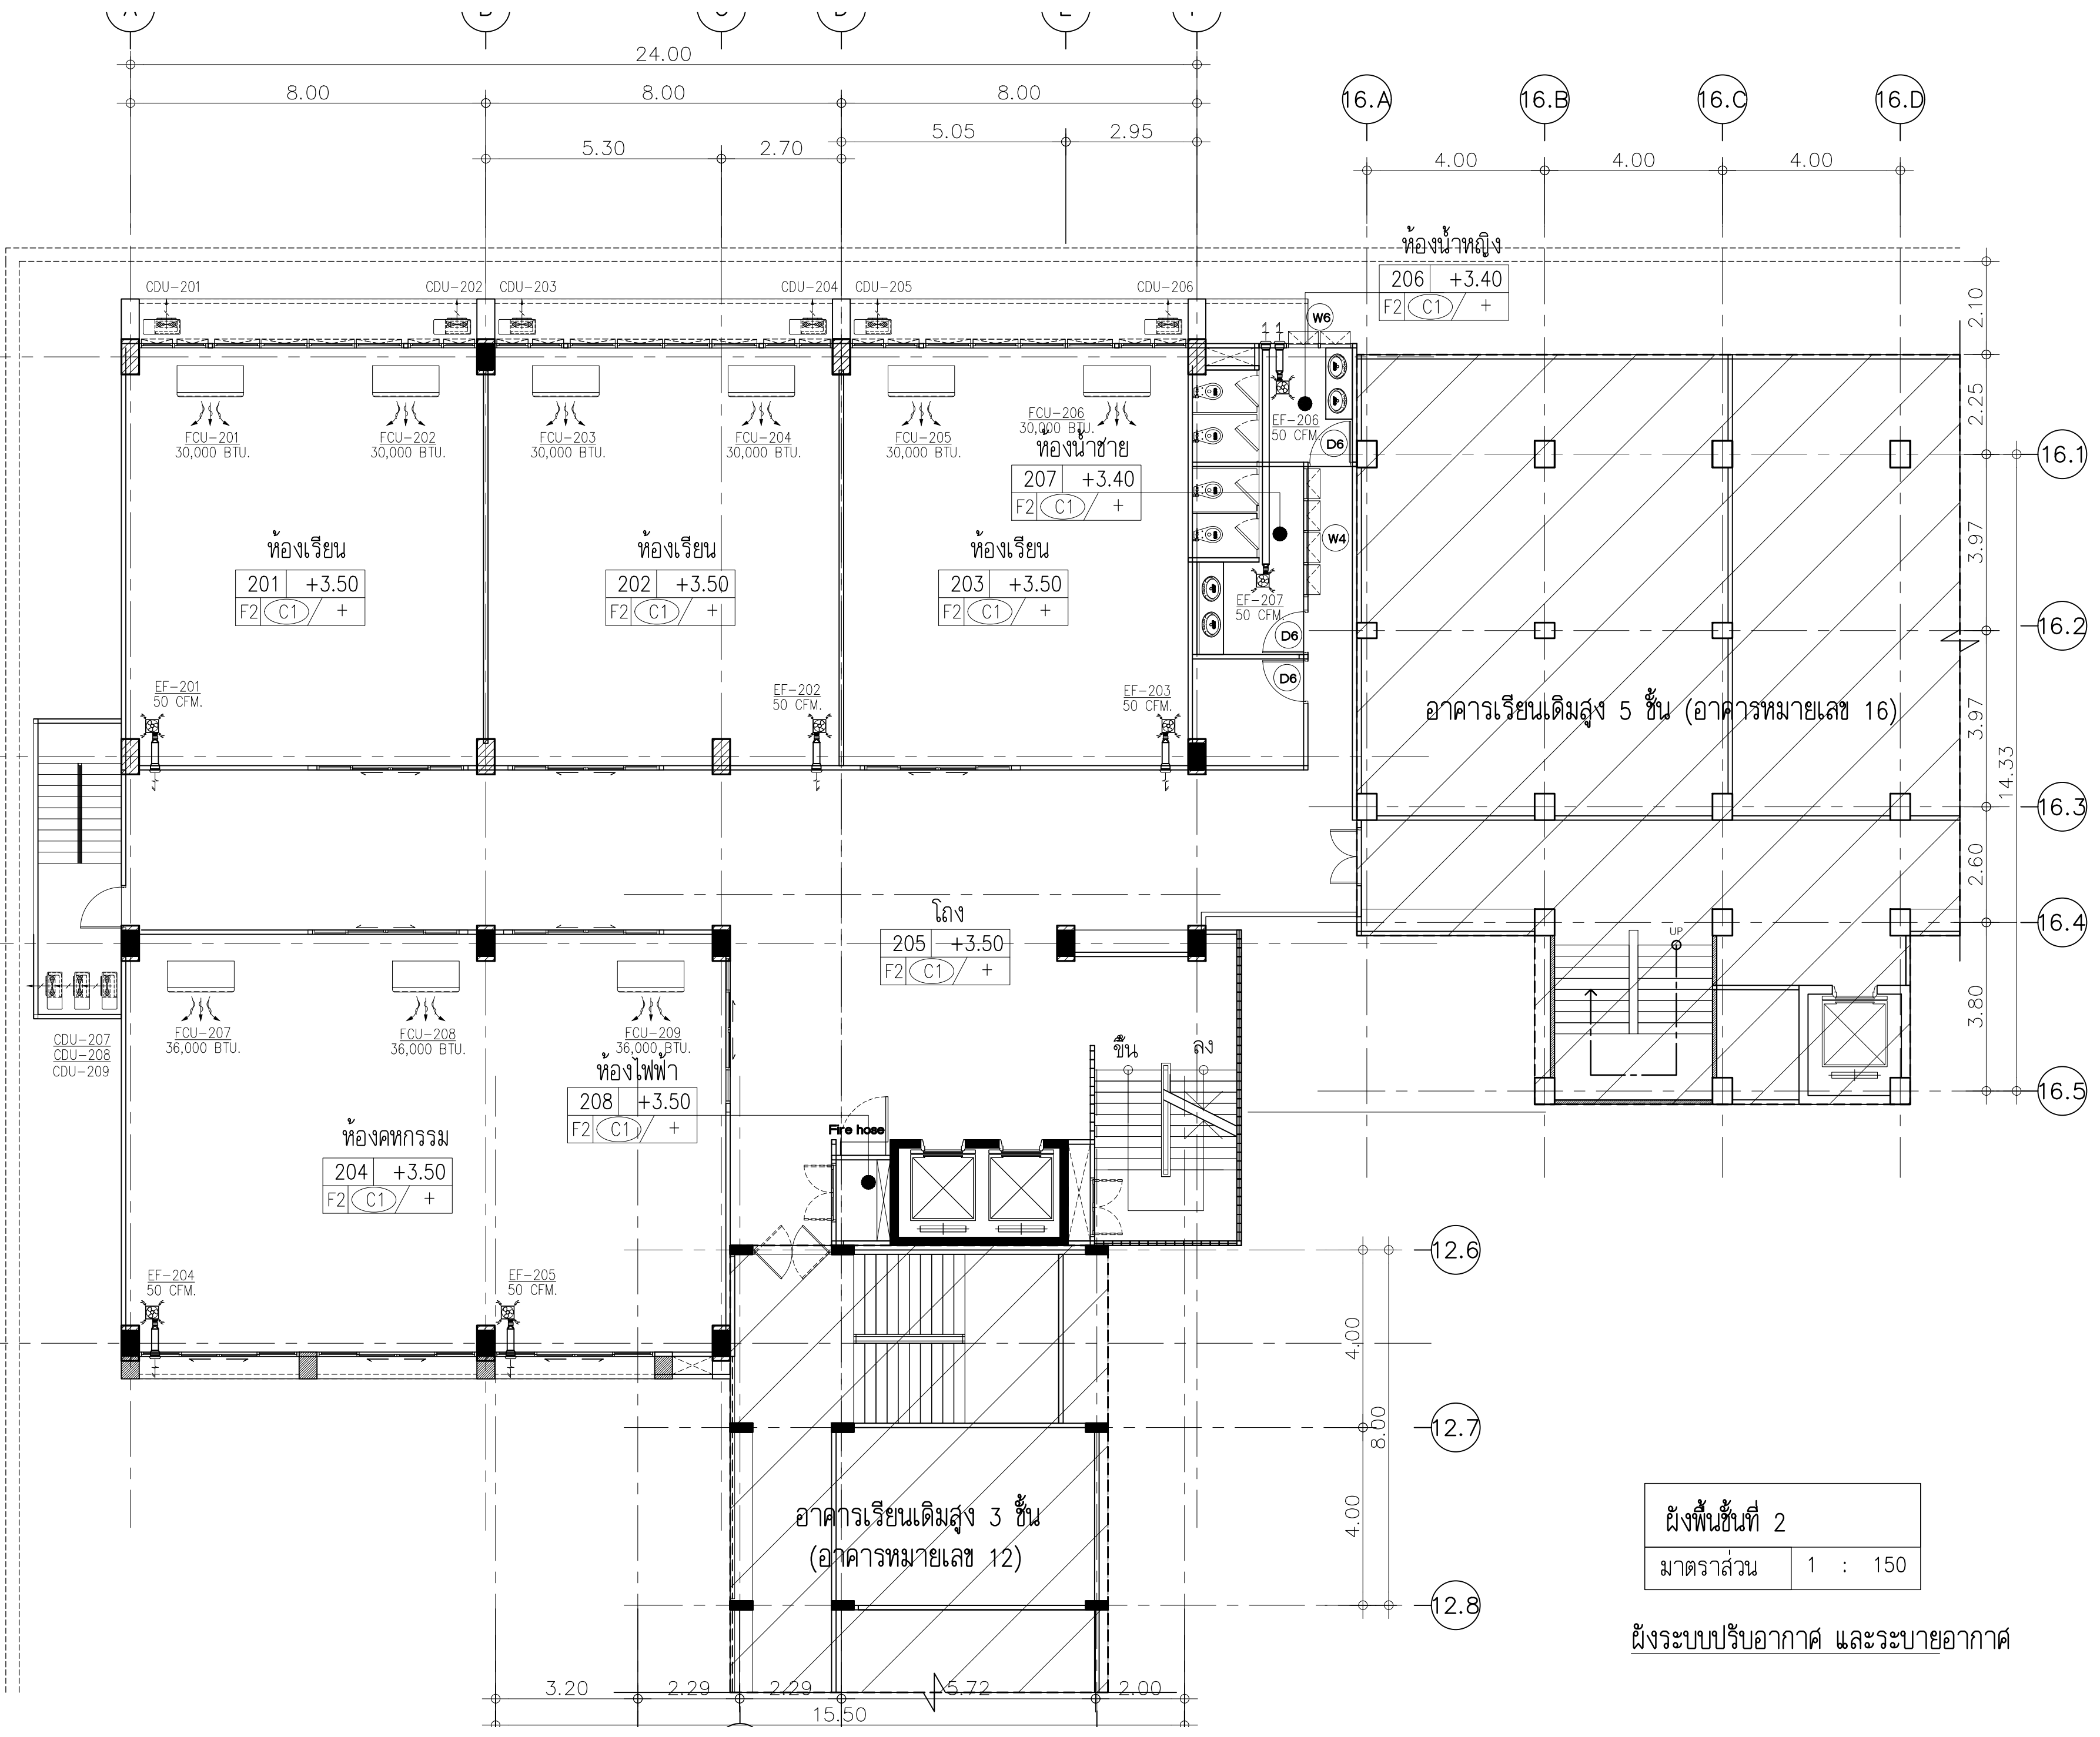 24.00
8.00 8.00 8.00
5.05 2.95
5.30 2.70
16.A 16.B 16.C 16.D
4.00 4.00 4.00
ห้องน้ำหญิง
206 +3.40
F2 C1 / +
CDU-201 CDU-202 CDU-203 CDU-204 CDU-205 CDU-206
W6
2.10
2.25
3.97
3.97
14.33
2.60
3.80
16.1
16.2
16.3
16.4
16.5
FCU-201
30,000 BTU.
FCU-202
30,000 BTU.
FCU-203
30,000 BTU.
FCU-204
30,000 BTU.
FCU-205
30,000 BTU.
FCU-206
30,000 BTU.
ห้องน้ำชาย
207 +3.40
F2 C1 / +
EF-206
50 CFM.
D6
W4
EF-207
50 CFM.
D6
D6
ห้องเรียน
201 +3.50
F2 C1 / +
ห้องเรียน
202 +3.50
F2 C1 / +
ห้องเรียน
203 +3.50
F2 C1 / +
EF-201
50 CFM.
EF-202
50 CFM.
EF-203
50 CFM.
อาคารเรียนเดิมสูง 5 ชั้น (อาคารหมายเลข 16)
โถง
205 +3.50
F2 C1 / +
UP
FCU-207
36,000 BTU.
FCU-208
36,000 BTU.
FCU-209
36,000 BTU.
CDU-207
CDU-208
CDU-209
ห้องไฟฟ้า
208 +3.50
F2 C1 / +
ขึ้น ลง
Fire hose
ห้องคหกรรม
204 +3.50
F2 C1 / +
EF-204
50 CFM.
EF-205
50 CFM.
12.6
12.7
12.8
4.00
8.00
4.00
อาคารเรียนเดิมสูง 3 ชั้น
(อาคารหมายเลข 12)
3.20 2.29 2.29 5.72 2.00
15.50
ผังพื้นชั้นที่ 2
มาตราส่วน 1 : 150
ผังระบบปรับอากาศ และระบายอากาศ